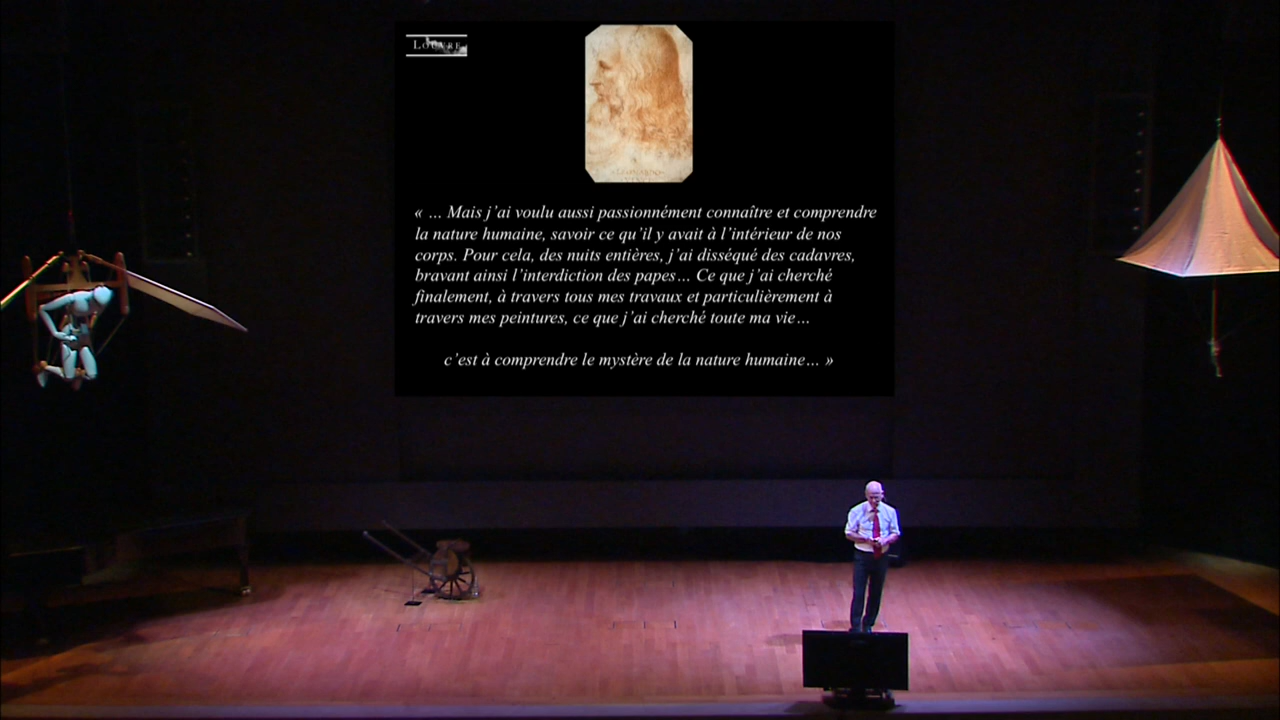 LOUVRE
LEONARDO
VINCI
« … Mais j’ai voulu aussi passionnément connaître et comprendre
la nature humaine, savoir ce qu’il y avait à l’intérieur de nos
corps. Pour cela, des nuits entières, j’ai disséqué des cadavres,
bravant ainsi l’interdiction des papes… Ce que j’ai cherché
finalement, à travers tous mes travaux et particulièrement à
travers mes peintures, ce que j’ai cherché toute ma vie…
c’est à comprendre le mystère de la nature humaine… »